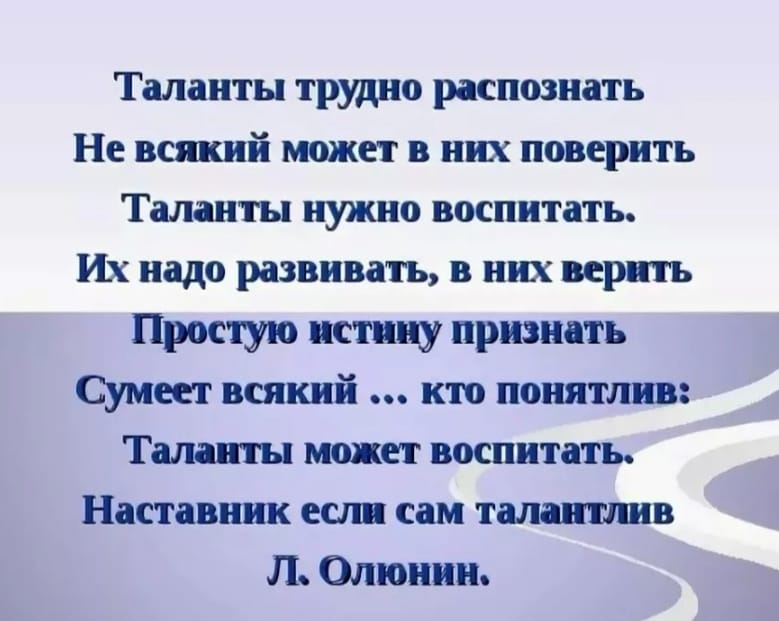 Таланты трудно распознать
Не всякий может в них поверить
Таланты нужно воспитать.
Их надо развивать, в них верить
Простую истину признать
Сумеет всякий … кто понятлив:
Таланты может воспитать.
Наставник если сам талантлив
Л. Олюнин.